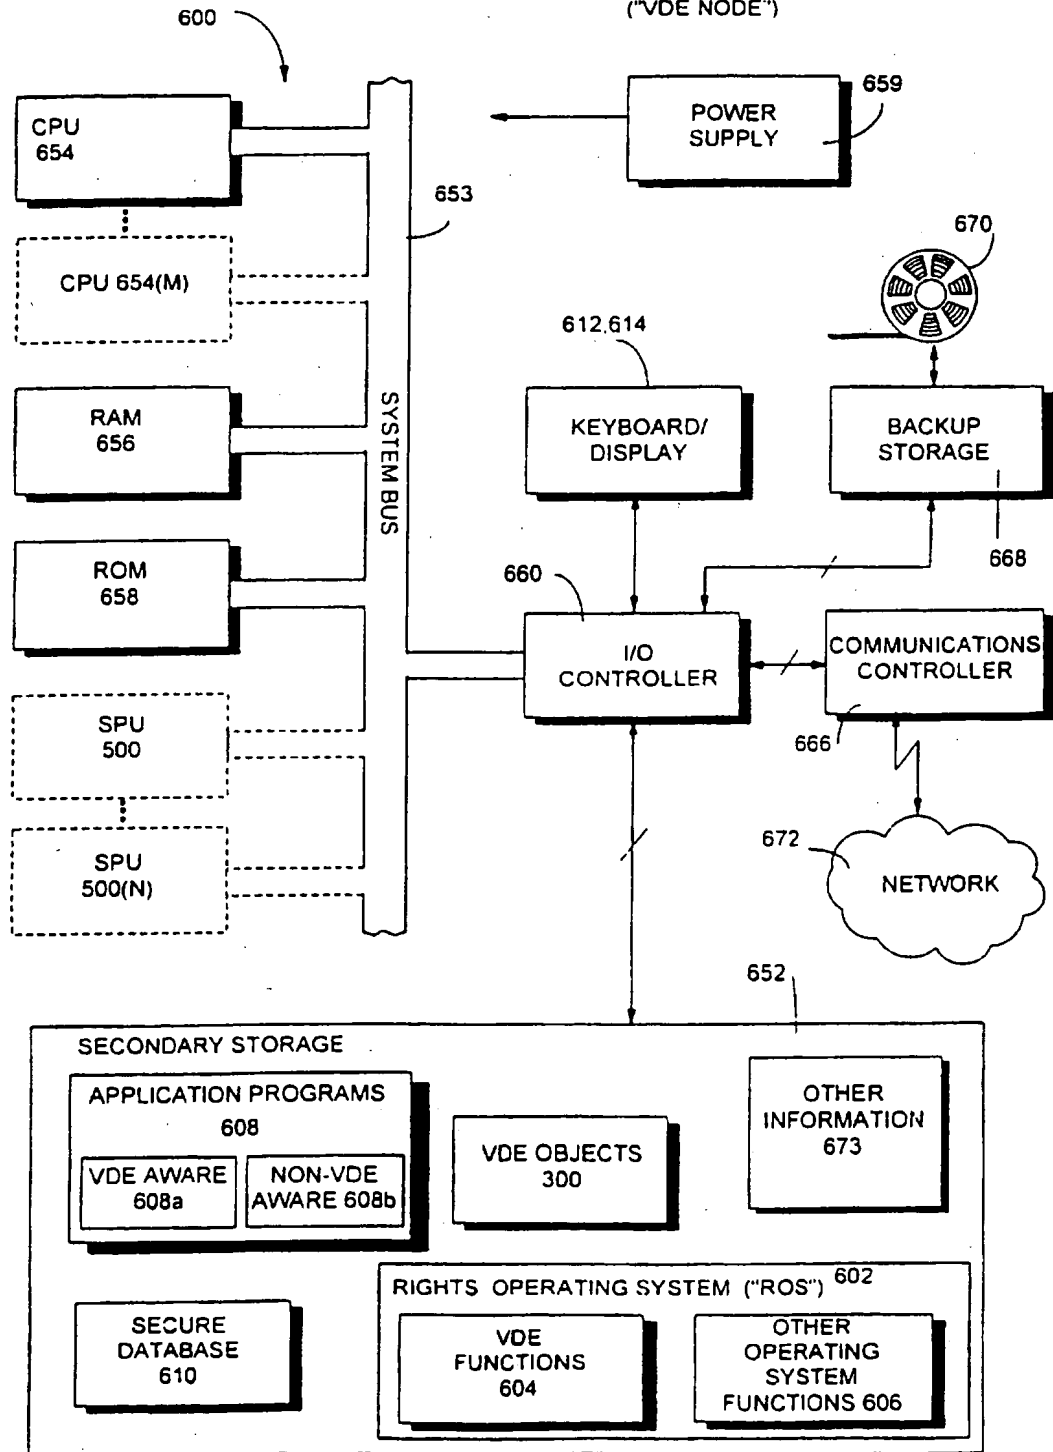 ("VDE NODE")
600
CPU
654
POWER
SUPPLY
659
653
CPU 654(M)
670
612,614
RAM
656
SYSTEM BUS
KEYBOARD/
DISPLAY
BACKUP
STORAGE
668
ROM
658
660
I/O
CONTROLLER
COMMUNICATIONS
CONTROLLER
666
SPU
500
SPU
500(N)
672
NETWORK
652
SECONDARY STORAGE
APPLICATION PROGRAMS
608
VDE AWARE
608a
NON-VDE
AWARE 608b
VDE OBJECTS
300
OTHER
INFORMATION
673
SECURE
DATABASE
610
RIGHTS OPERATING SYSTEM ("ROS") 602
VDE
FUNCTIONS
604
OTHER
OPERATING
SYSTEM
FUNCTIONS 606